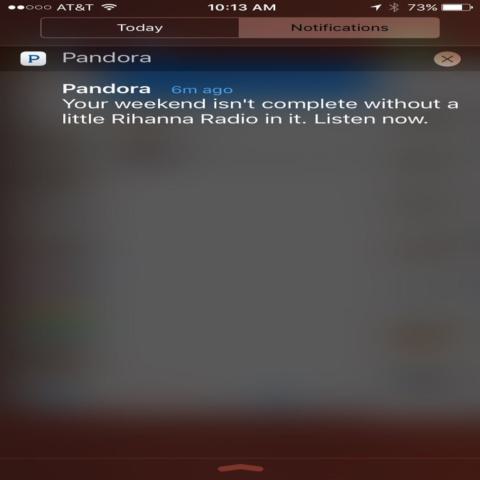 AT&T 10:13 AM 73%
Today Notifications
P Pandora
Pandora 6m ago
Your weekend isn't complete without a
little Rihanna Radio in it. Listen now.